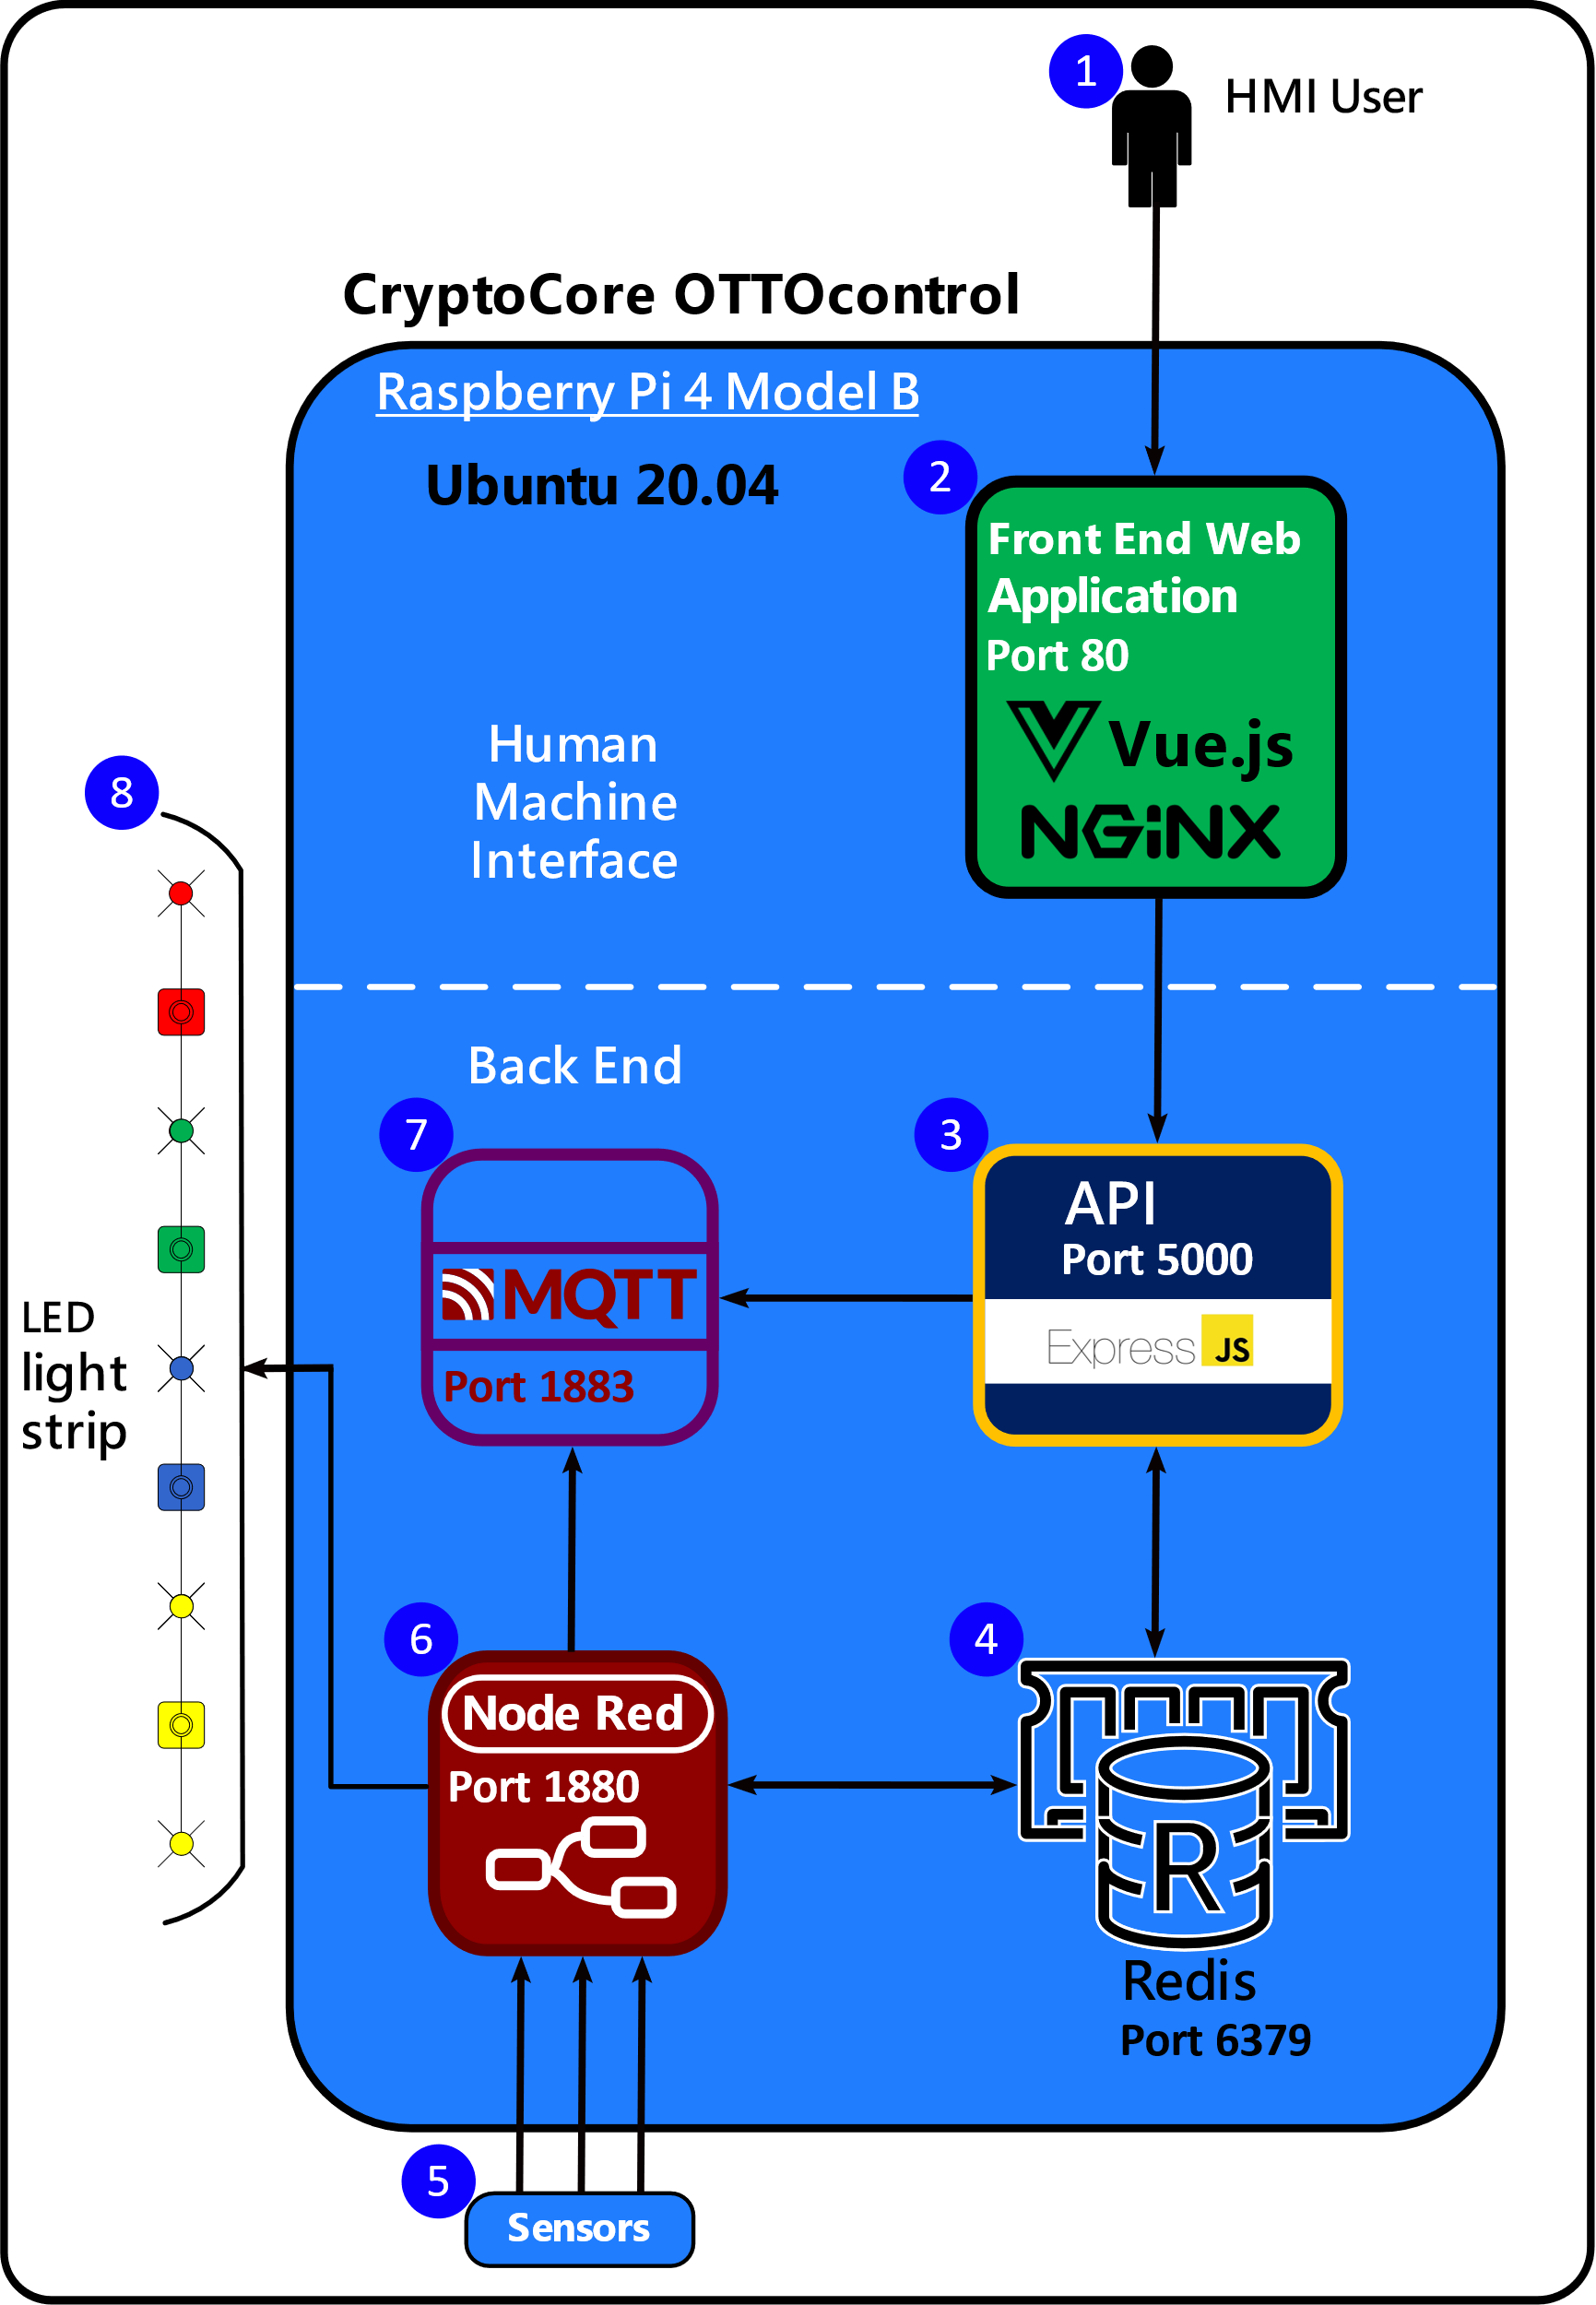 1
HMI User
CryptoCore OTTOcontrol
Raspberry Pi 4 Model B
Ubuntu 20.04
2
Front End Web
Application
Port 80
Vue.js
NGiNX
Human
Machine
Interface
8
Back End
7
MQTT
Port 1883
3
API
Port 5000
Express JS
LED
light
strip
6
Node Red
Port 1880
4
R
Redis
Port 6379
5
Sensors